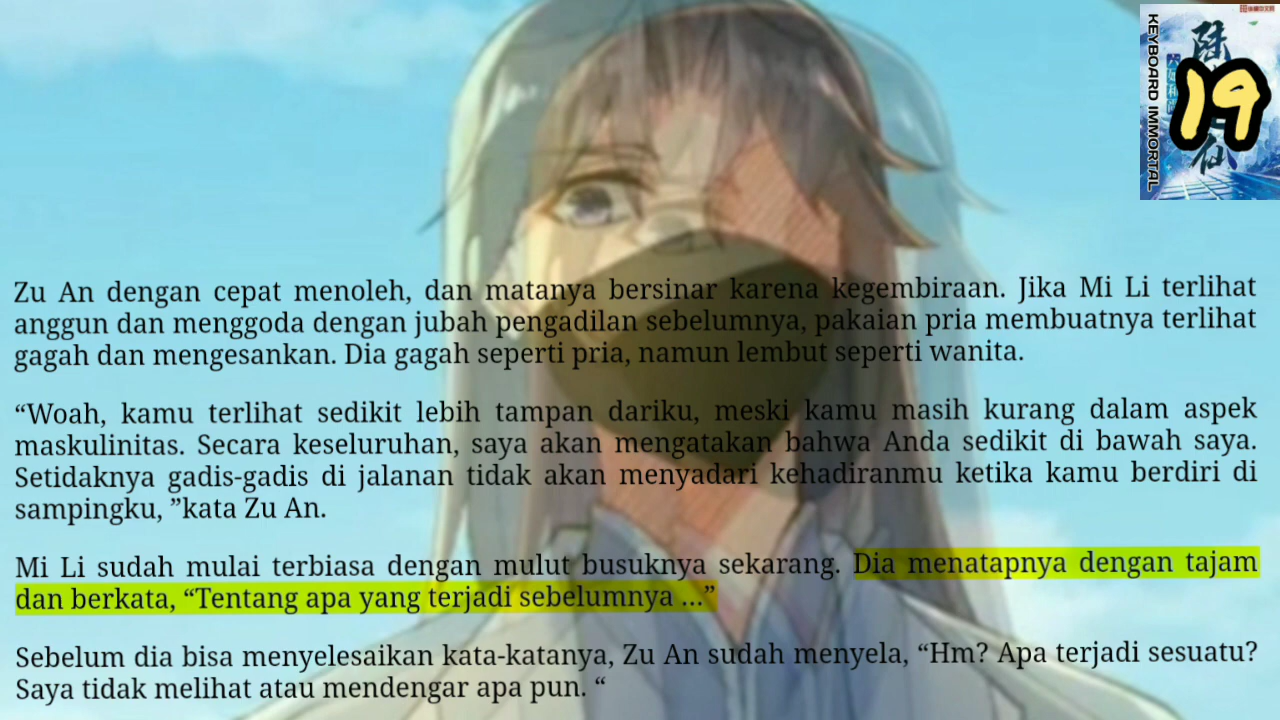 KEYBOARD IMMORTAL
19
Zu An dengan cepat menoleh, dan matanya bersinar karena kegembiraan. Jika Mi Li terlihat
anggun dan menggoda dengan jubah pengadilan sebelumnya, pakaian pria membuatnya terlihat
gagah dan mengesankan. Dia gagah seperti pria, namun lembut seperti wanita.
“Woah, kamu terlihat sedikit lebih tampan dariku, meski kamu masih kurang dalam aspek
maskulinitas. Secara keseluruhan, saya akan mengatakan bahwa Anda sedikit di bawah saya.
Setidaknya gadis-gadis di jalanan tidak akan menyadari kehadiranmu ketika kamu berdiri di
sampingku, ”kata Zu An.
Mi Li sudah mulai terbiasa dengan mulut busuknya sekarang. Dia menatapnya dengan tajam
dan berkata, “Tentang apa yang terjadi sebelumnya ...”
Sebelum dia bisa menyelesaikan kata-katanya, Zu An sudah menyela, “Hm? Apa terjadi sesuatu?
Saya tidak melihat atau mendengar apa pun. “